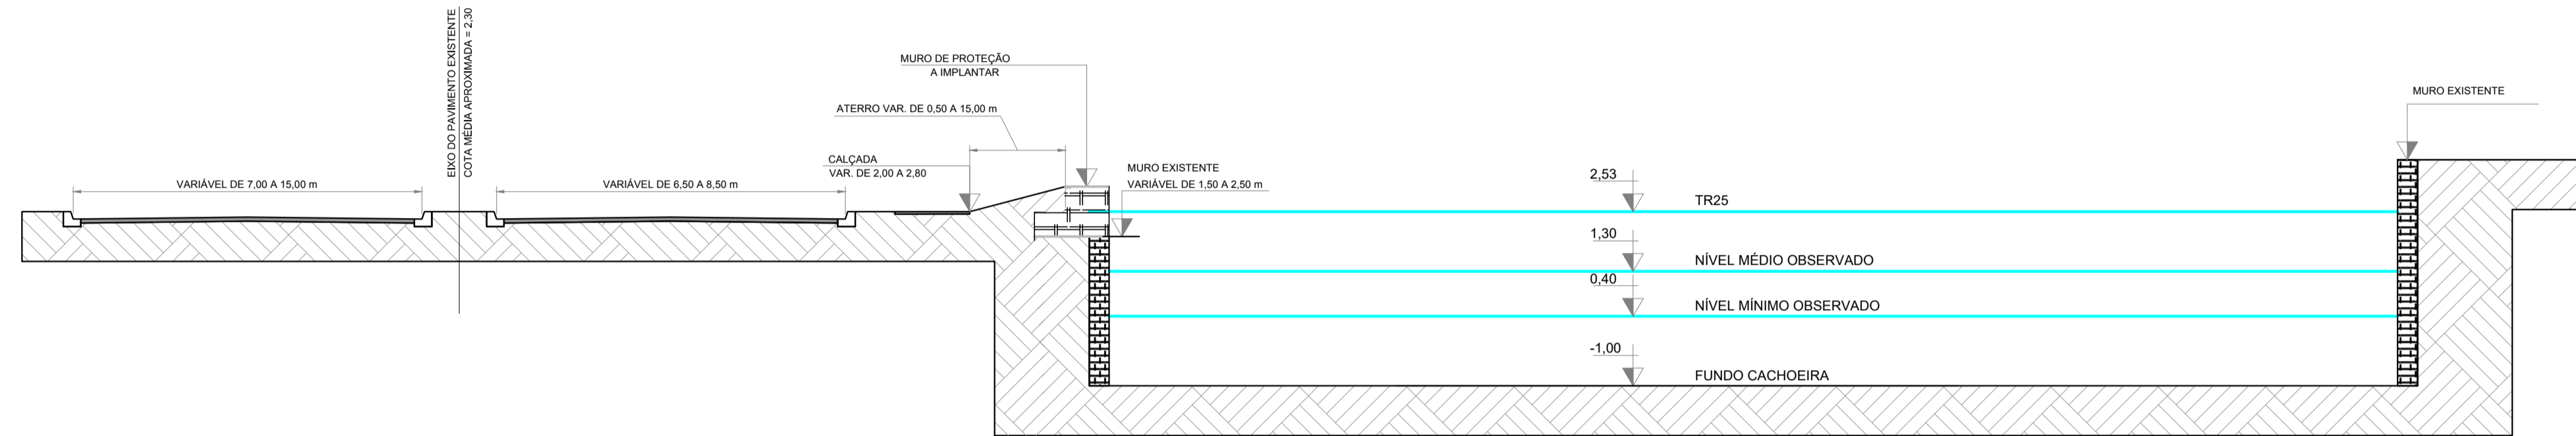 EIXO DO PAVIMENTO EXISTENTE
COTA MÉDIA APROXIMADA = 2,30
VARIÁVEL DE 7,00 A 15,00 m
VARIÁVEL DE 6,50 A 8,50 m
MURO DE PROTEÇÃO
A IMPLANTAR
ATERRO VAR. DE 0,50 A 15,00 m
CALÇADA
VAR. DE 2,00 A 2,80
MURO EXISTENTE
VARIÁVEL DE 1,50 A 2,50 m
2,53
TR25
1,30
NÍVEL MÉDIO OBSERVADO
0,40
NÍVEL MÍNIMO OBSERVADO
-1,00
FUNDO CACHOEIRA
MURO EXISTENTE